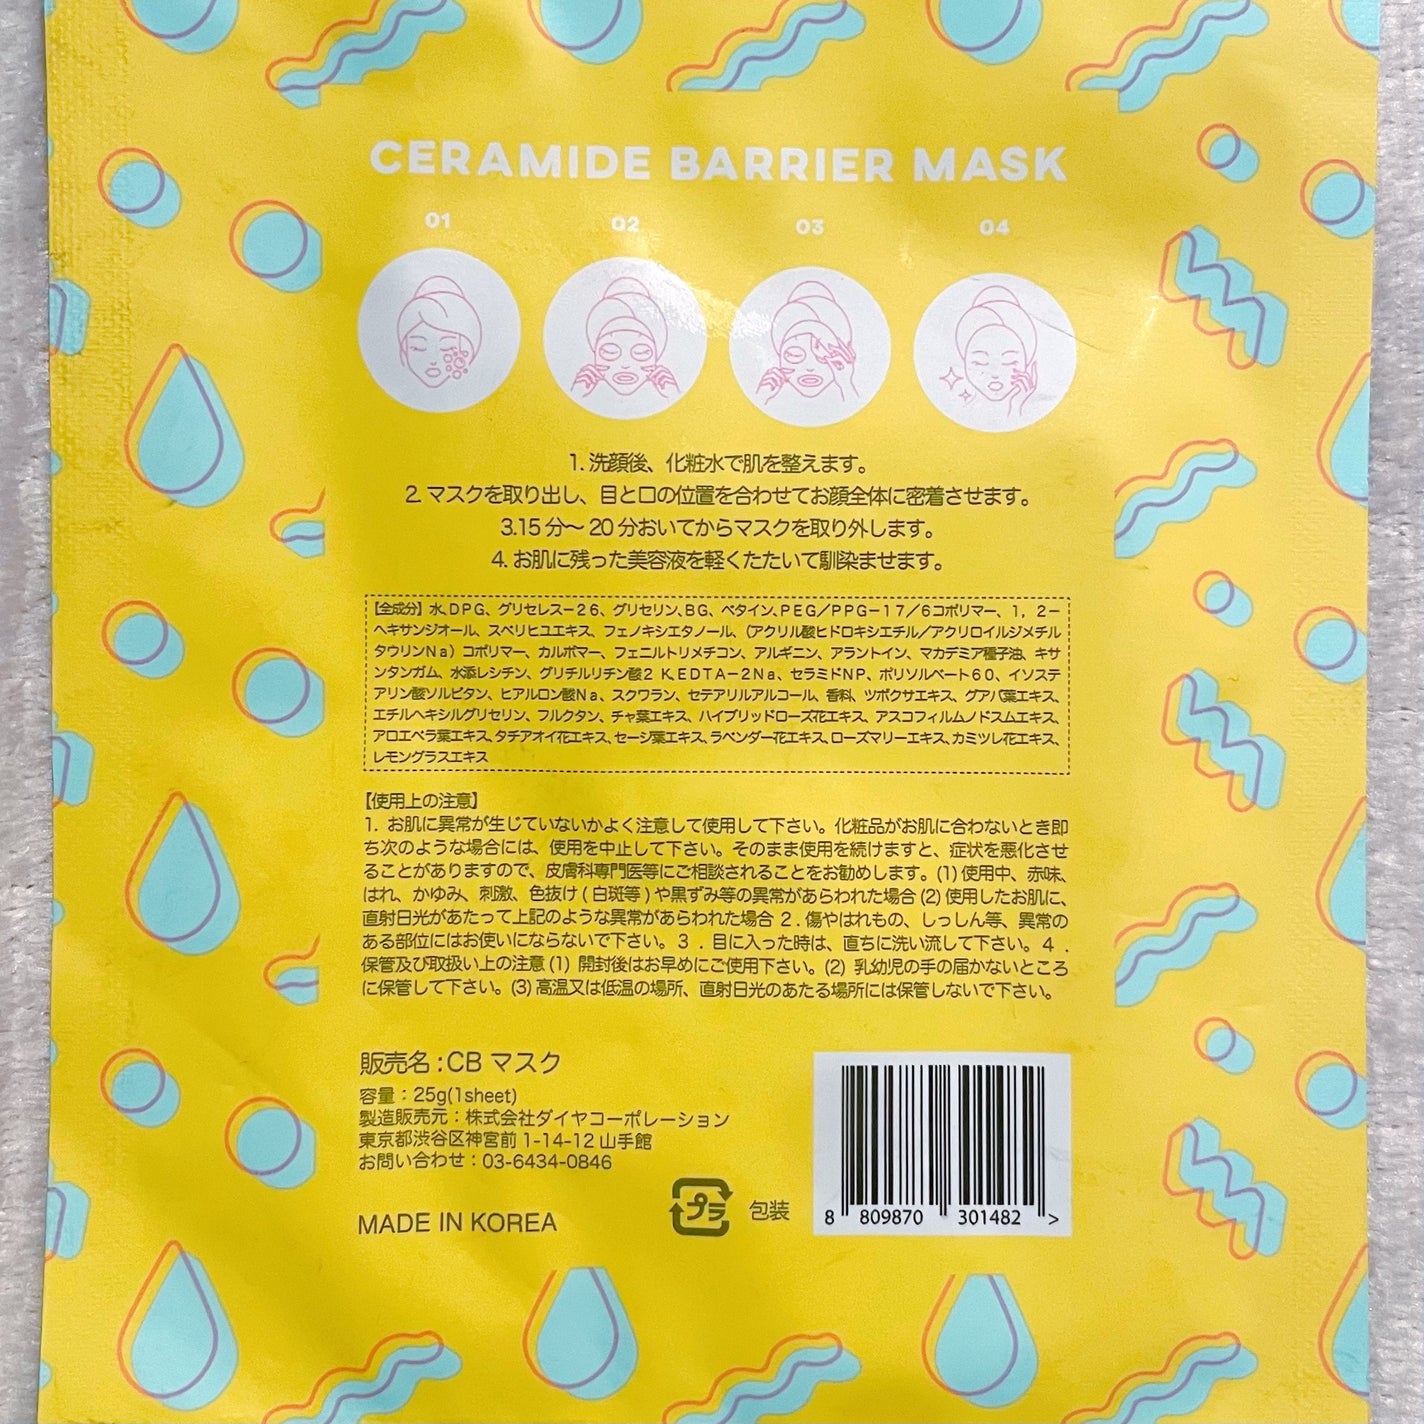 CERAMIDE BARRIER MASK
01 02 03 04
1. 洗顔後、化粧水で肌を整えます。
2. マスクを取り出し、目と口の位置を合わせてお顔全体に密着させます。
3.15 分〜 20 分おいてからマスクを取り外します。
4. お肌に残った美容液を軽くたたいて馴染ませます。
【全成分】水、DPG、グリセレス−26、グリセリン、BG、ベタイン、PEG／PPG−17／6コポリマー、1，2−
ヘキサンジオール、スベリヒユエキス、フェノキシエタノール、（アクリル酸ヒドロキシエチル／アクリロイルジメチル
タウリンNa）コポリマー、カルボマー、フェニルトリメチコン、アルギニン、アラントイン、マカデミア種子油、キサ
ンタンガム、水添レシチン、グリチルリチン酸2 K、EDTA−2Na、セラミドNP、ポリソルベート60、イソステ
アリン酸ソルビタン、ヒアルロン酸Na、スクワラン、セテアリルアルコール、香料、ツボクサエキス、グアバ葉エキス、
エチルヘキシルグリセリン、フルクタン、チャ葉エキス、ハイブリッドローズ花エキス、アスコフィルムノドスムエキス、
アロエベラ葉エキス、タチアオイ花エキス、セージ葉エキス、ラベンダー花エキス、ローズマリーエキス、カミツレ花エキス、
レモングラスエキス
【使用上の注意】
1. お肌に異常が生じていないかよく注意して使用して下さい。化粧品がお肌に合わないとき即
ち次のような場合には、使用を中止して下さい。そのまま使用を続けますと、症状を悪化させ
ることがありますので、皮膚科専門医等にご相談されることをお勧めします。(1) 使用中、赤味、
はれ、かゆみ、刺激、色抜け ( 白斑等 ) や黒ずみ等の異常があらわれた場合 (2) 使用したお肌に、
直射日光があたって上記のような異常があらわれた場合 2 . 傷やはれもの、しっしん等、異常の
ある部位にはお使いにならないで下さい。 3 . 目に入った時は、直ちに洗い流して下さい。 4 .
保管及び取扱い上の注意 (1) 開封後はお早めにご使用下さい。(2) 乳幼児の手の届かないところ
に保管して下さい。(3) 高温又は低温の場所、直射日光のあたる場所には保管しないで下さい。
販売名 : CB マスク
容量：25g(1sheet)
製造販売元：株式会社ダイヤコーポレーション
東京都渋谷区神宮前 1-14-12 山手館
お問い合わせ：03-6434-0846
MADE IN KOREA
プラ 包装
8 809870 301482 >